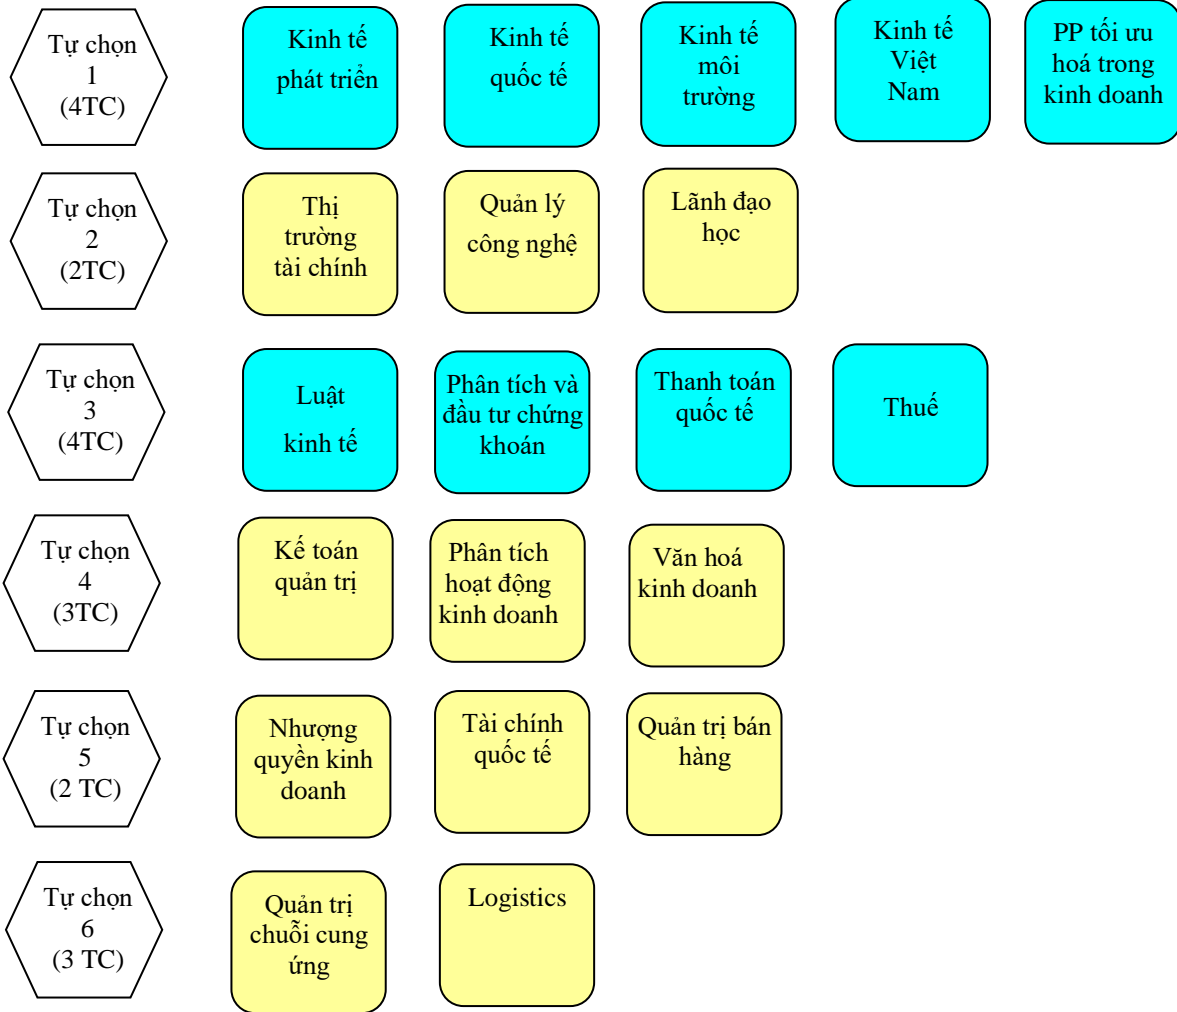 Tự chọn
1
(4TC)
Kinh tế
phát triển
Kinh tế
quốc tế
Kinh tế
môi
trường
Kinh tế
Việt
Nam
PP tối ưu
hoá trong
kinh doanh
Tự chọn
2
(2TC)
Thị
trường
tài chính
Quản lý
công nghệ
Lãnh đạo
học
Tự chọn
3
(4TC)
Luật
kinh tế
Phân tích và
đầu tư chứng
khoán
Thanh toán
quốc tế
Thuế
Tự chọn
4
(3TC)
Kế toán
quản trị
Phân tích
hoạt động
kinh doanh
Văn hoá
kinh doanh
Tự chọn
5
(2 TC)
Nhượng
quyền kinh
doanh
Tài chính
quốc tế
Quản trị bán
hàng
Tự chọn
6
(3 TC)
Quản trị
chuỗi cung
ứng
Logistics